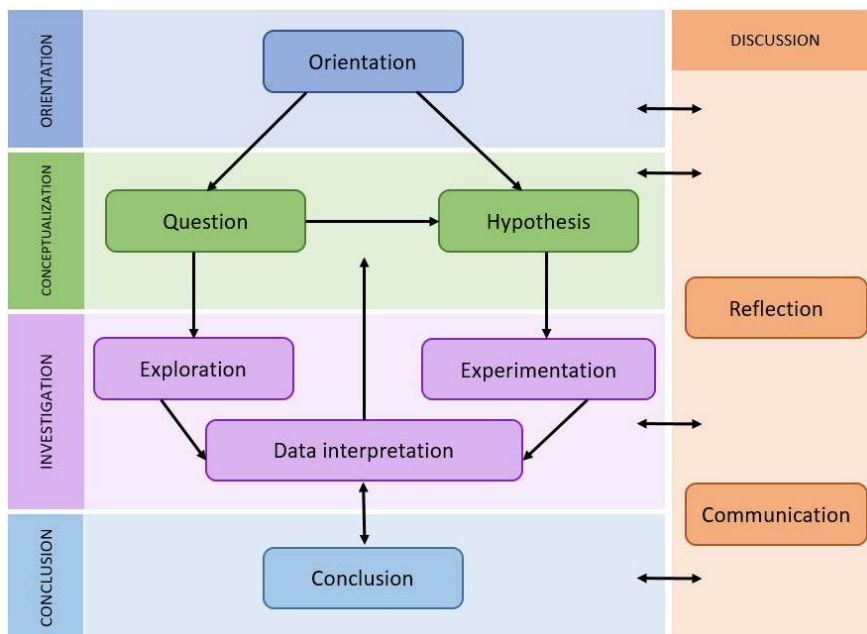 ORIENTATION
Orientation
DISCUSSION
CONCEPTUALIZATION
Question
Hypothesis
Reflection
INVESTIGATION
Exploration
Experimentation
Data interpretation
Communication
CONCLUSION
Conclusion